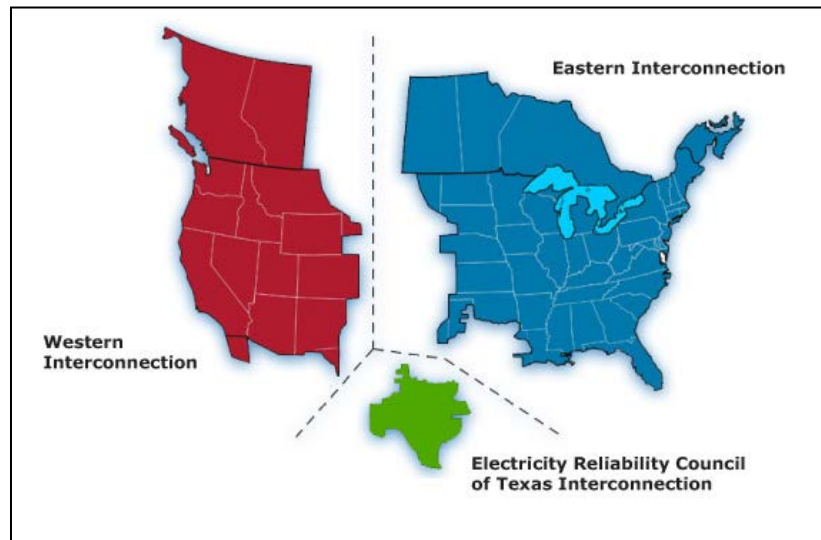 Eastern Interconnection
Western
Interconnection
Electricity Reliability Council
of Texas Interconnection